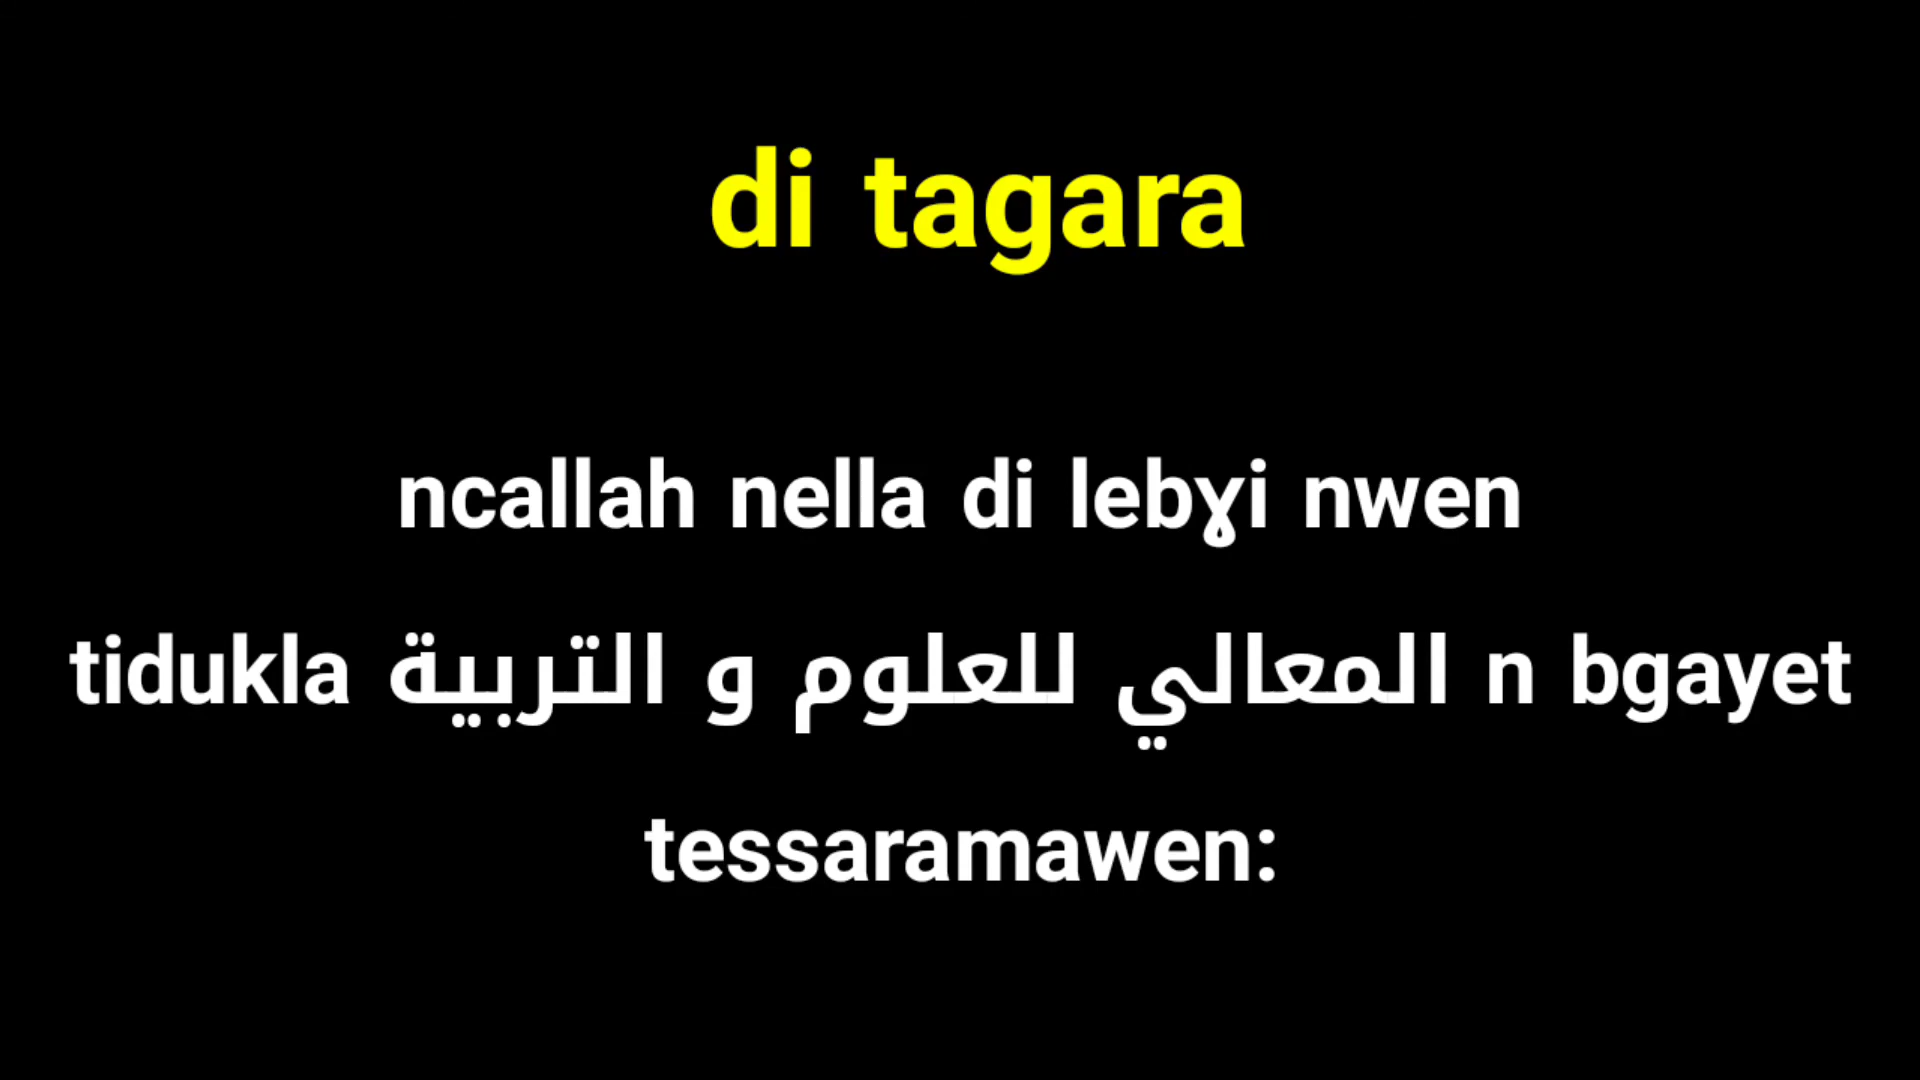 di tagara
ncallah nella di lebɣi nwen
tidukla المعالي للعلوم و التربية n bgayet
tessaramawen: